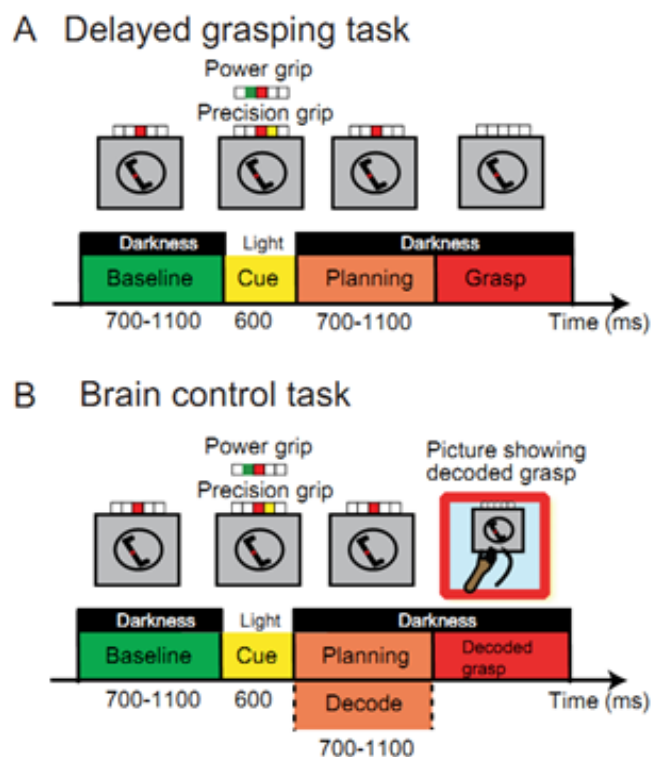 A Delayed grasping task
Power grip
Precision grip
Darkness Light Darkness
Baseline Cue Planning Grasp
700-1100 600 700-1100 Time (ms)
B Brain control task
Power grip
Precision grip
Picture showing
decoded grasp
Darkness Light Darkness
Baseline Cue Planning Decoded
grasp
700-1100 600 Decode Time (ms)
700-1100